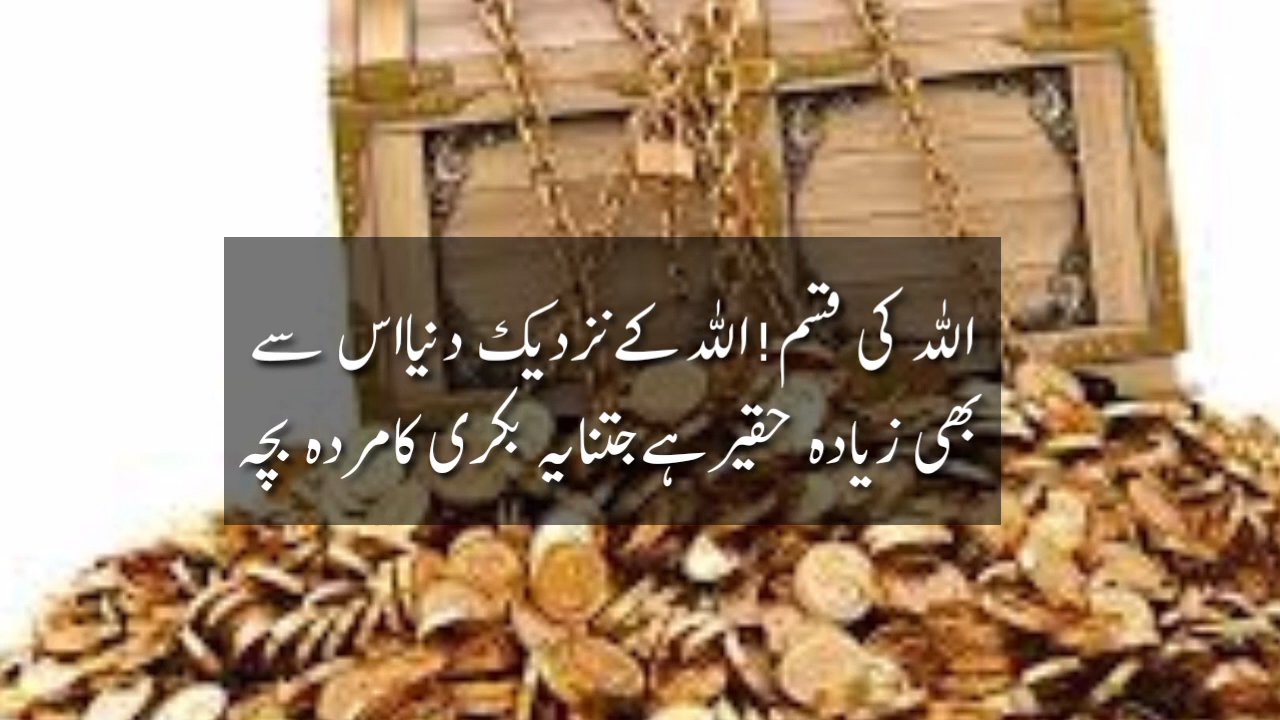 اللہ کی قسم! اللہ کے نزدیک دنیااس سے
بھی زیادہ حقیر ہے جتنایہ بکری کامردہ بچہ